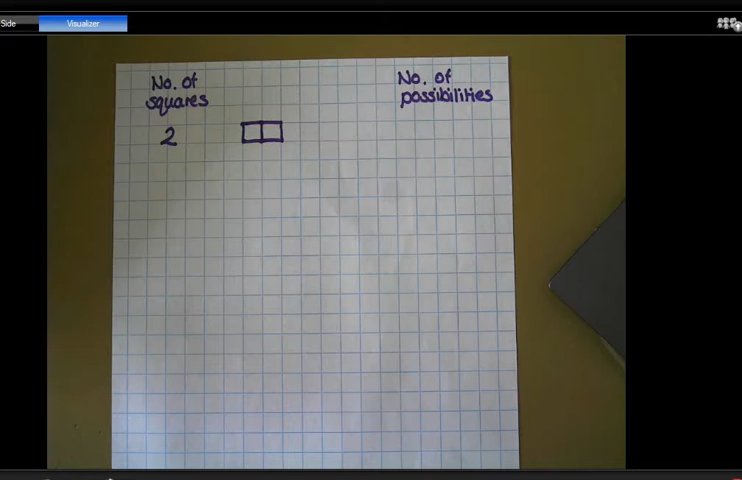 Side
Visualizer
No. of
squares
No. of
possibilities
2